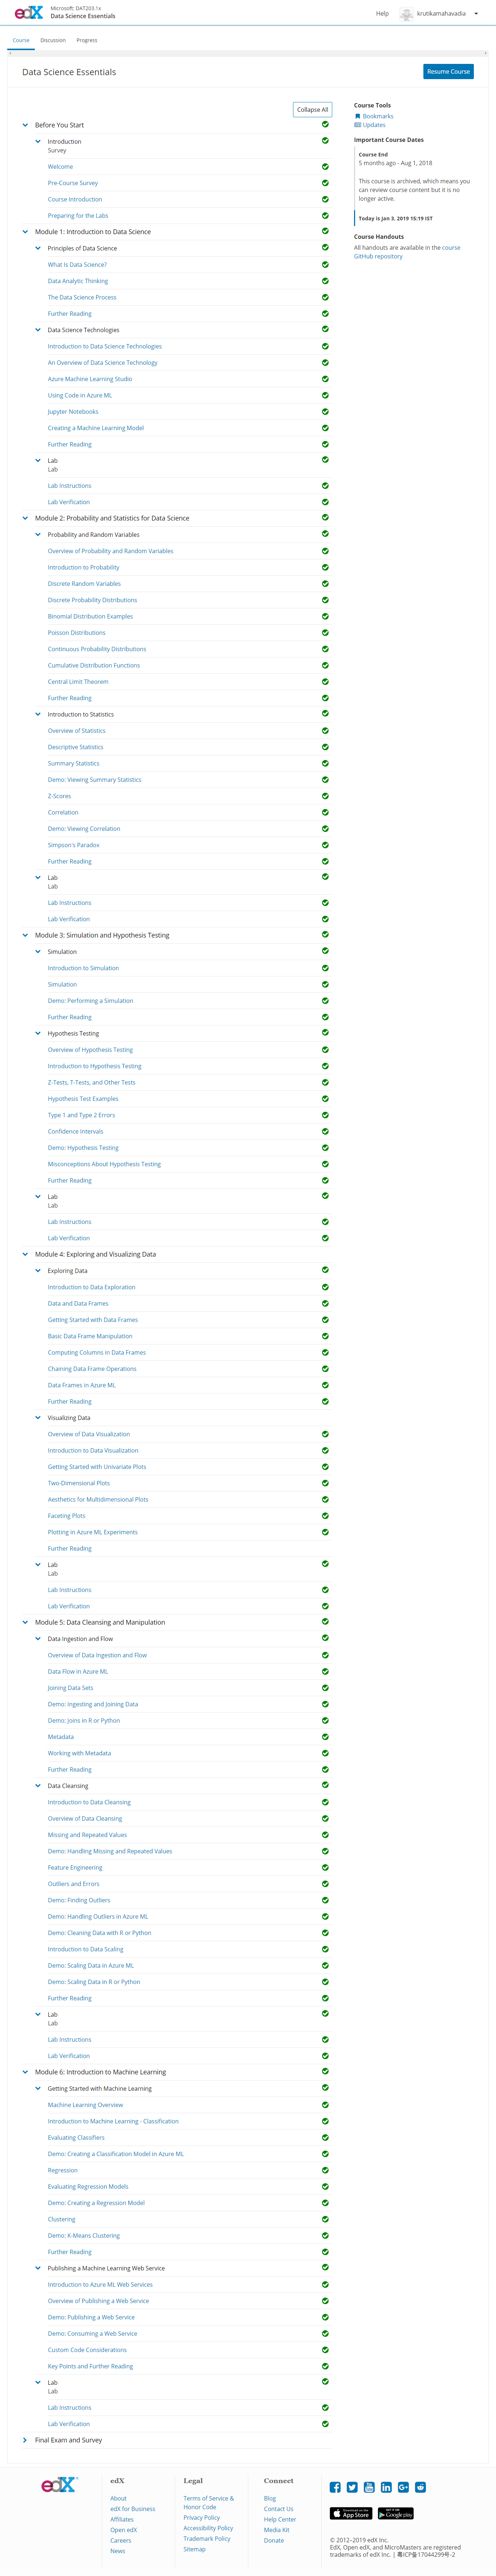 edX
Microsoft: DAT203.1x
Data Science Essentials
Help
krutikamahavadia
Course
Discussion
Progress
Data Science Essentials
Resume Course
Collapse All
Before You Start
Introduction
Survey
Welcome
Pre-Course Survey
Course Introduction
Preparing for the Labs
Module 1: Introduction to Data Science
Principles of Data Science
What Is Data Science?
Data Analytic Thinking
The Data Science Process
Further Reading
Data Science Technologies
Introduction to Data Science Technologies
An Overview of Data Science Technology
Azure Machine Learning Studio
Using Code in Azure ML
Jupyter Notebooks
Creating a Machine Learning Model
Further Reading
Lab
Lab
Lab Instructions
Lab Verification
Module 2: Probability and Statistics for Data Science
Probability and Random Variables
Overview of Probability and Random Variables
Introduction to Probability
Discrete Random Variables
Discrete Probability Distributions
Binomial Distribution Examples
Poisson Distributions
Continuous Probability Distributions
Cumulative Distribution Functions
Central Limit Theorem
Further Reading
Introduction to Statistics
Overview of Statistics
Descriptive Statistics
Summary Statistics
Demo: Viewing Summary Statistics
Z-Scores
Correlation
Demo: Viewing Correlation
Simpson's Paradox
Further Reading
Lab
Lab
Lab Instructions
Lab Verification
Module 3: Simulation and Hypothesis Testing
Simulation
Introduction to Simulation
Simulation
Demo: Performing a Simulation
Further Reading
Hypothesis Testing
Overview of Hypothesis Testing
Introduction to Hypothesis Testing
Z-Tests, T-Tests, and Other Tests
Hypothesis Test Examples
Type 1 and Type 2 Errors
Confidence Intervals
Demo: Hypothesis Testing
Misconceptions About Hypothesis Testing
Further Reading
Lab
Lab
Lab Instructions
Lab Verification
Module 4: Exploring and Visualizing Data
Exploring Data
Introduction to Data Exploration
Data and Data Frames
Getting Started with Data Frames
Basic Data Frame Manipulation
Computing Columns in Data Frames
Chaining Data Frame Operations
Data Frames in Azure ML
Further Reading
Visualizing Data
Overview of Data Visualization
Introduction to Data Visualization
Getting Started with Univariate Plots
Two-Dimensional Plots
Aesthetics for Multidimensional Plots
Faceting Plots
Plotting in Azure ML Experiments
Further Reading
Lab
Lab
Lab Instructions
Lab Verification
Module 5: Data Cleansing and Manipulation
Data Ingestion and Flow
Overview of Data Ingestion and Flow
Data Flow in Azure ML
Joining Data Sets
Demo: Ingesting and Joining Data
Demo: Joins in R or Python
Metadata
Working with Metadata
Further Reading
Data Cleansing
Introduction to Data Cleansing
Overview of Data Cleansing
Missing and Repeated Values
Demo: Handling Missing and Repeated Values
Feature Engineering
Outliers and Errors
Demo: Finding Outliers
Demo: Handling Outliers in Azure ML
Demo: Cleaning Data with R or Python
Introduction to Data Scaling
Demo: Scaling Data in Azure ML
Demo: Scaling Data in R or Python
Further Reading
Lab
Lab
Lab Instructions
Lab Verification
Module 6: Introduction to Machine Learning
Getting Started with Machine Learning
Machine Learning Overview
Introduction to Machine Learning - Classification
Evaluating Classifiers
Demo: Creating a Classification Model in Azure ML
Regression
Evaluating Regression Models
Demo: Creating a Regression Model
Clustering
Demo: K-Means Clustering
Further Reading
Publishing a Machine Learning Web Service
Introduction to Azure ML Web Services
Overview of Publishing a Web Service
Demo: Publishing a Web Service
Demo: Consuming a Web Service
Custom Code Considerations
Key Points and Further Reading
Lab
Lab
Lab Instructions
Lab Verification
Final Exam and Survey
Course Tools
Bookmarks
Updates
Important Course Dates
Course End
5 months ago - Aug 1, 2018
This course is archived, which means you
can review course content but it is no
longer active.
Today is Jan 3, 2019 15:19 IST
Course Handouts
All handouts are available in the course
GitHub repository
edX
edX
About
edX for Business
Affiliates
Open edX
Careers
News
Legal
Terms of Service &
Honor Code
Privacy Policy
Accessibility Policy
Trademark Policy
Sitemap
Connect
Blog
Contact Us
Help Center
Media Kit
Donate
Download on the
App Store
GET IT ON
Google play
© 2012–2019 edX Inc.
EdX, Open edX, and MicroMasters are registered
trademarks of edX Inc. | 粤ICP备17044299号-2